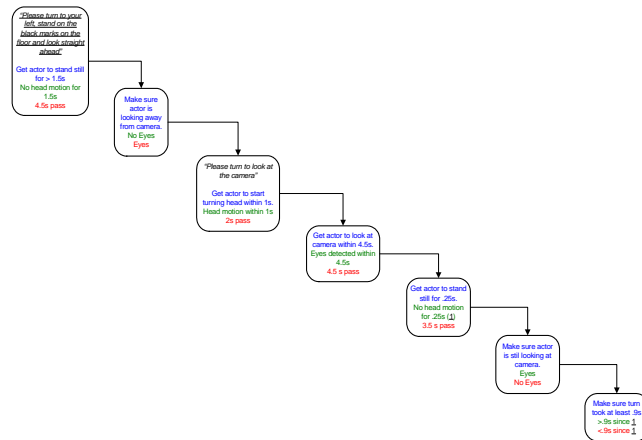 "Please turn to your
left, stand on the
black marks on the
floor and look straight
ahead"
Get actor to stand still
for > 1.5s
No head motion for
1.5s
4.5s pass
Make sure
actor is
looking away
from camera.
No Eyes
Eyes
"Please turn to look at
the camera"
Get actor to start
turning head within 1s.
Head motion within 1s
2s pass
Get actor to look at
camera within 4.5s.
Eyes detected within
4.5s
4.5 s pass
Get actor to stand
still for .25s.
No head motion
for .25s (1)
3.5 s pass
Make sure actor
is stil looking at
camera.
Eyes
No Eyes
Make sure turn
took at least .9s
>.9s since 1
<.9s since 1